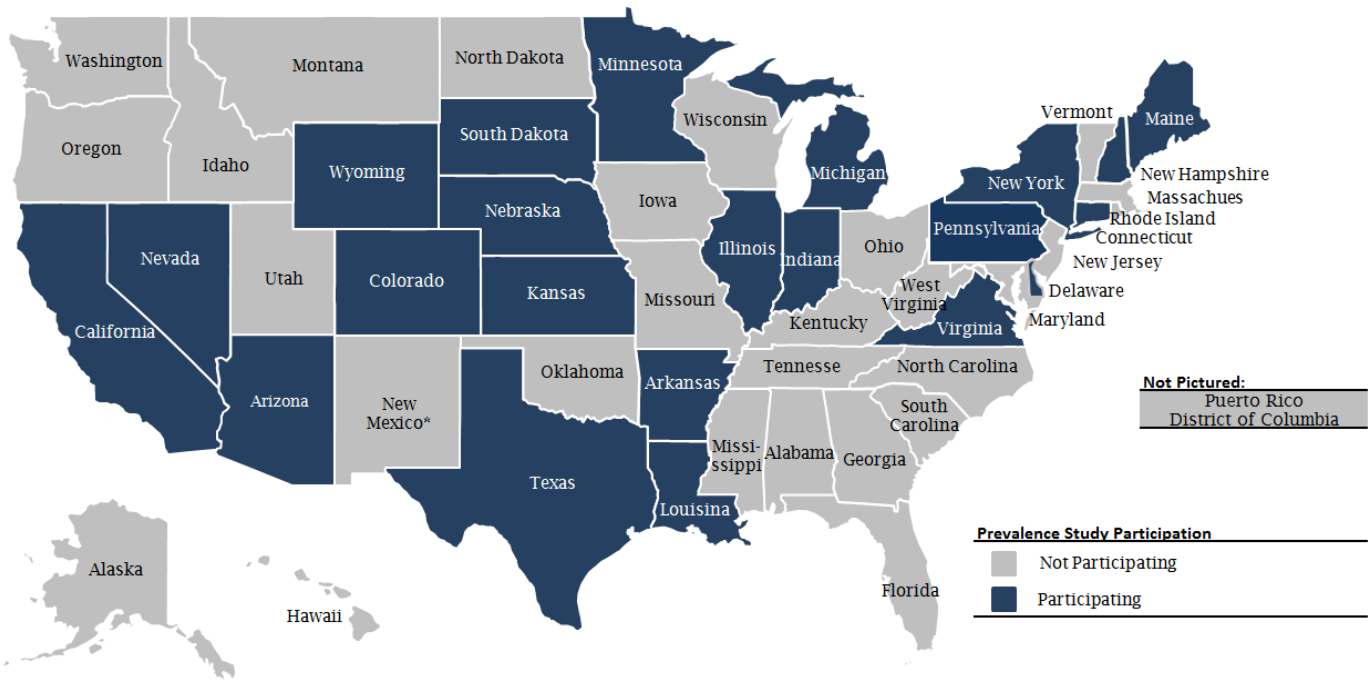 Washington
Montana
North Dakota
Minnesota
Vermont
Maine
Oregon
Idaho
Wyoming
South Dakota
Wisconsin
Michigan
New York
New Hampshire
Massachues
Rhode Island
Connecticut
Nebraska
Iowa
Pennsylvania
Nevada
Utah
Colorado
Kansas
Illinois
Indiana
Ohio
New Jersey
Delaware
Maryland
California
Missouri
West
Virginia
Virginia
Kentucky
Arizona
New
Mexico*
Oklahoma
Arkansas
Tennesse
North Carolina
South
Carolina
Texas
Louisina
Missi-
ssippi
Alabama
Georgia
Florida
Alaska
Hawaii
Not Pictured:
Puerto Rico
District of Columbia
Prevalence Study Participation
Not Participating
Participating